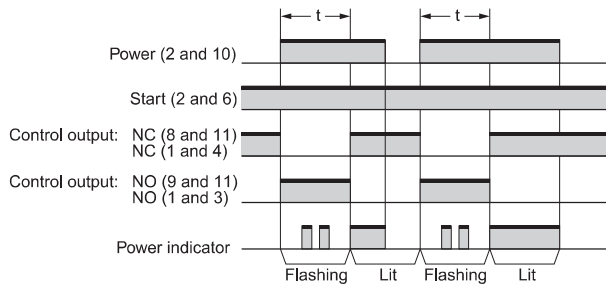 t t
Power (2 and 10)
Start (2 and 6)
Control output: NC (8 and 11)
NC (1 and 4)
Control output: NO (9 and 11)
NO (1 and 3)
Power indicator
Flashing Lit Flashing Lit